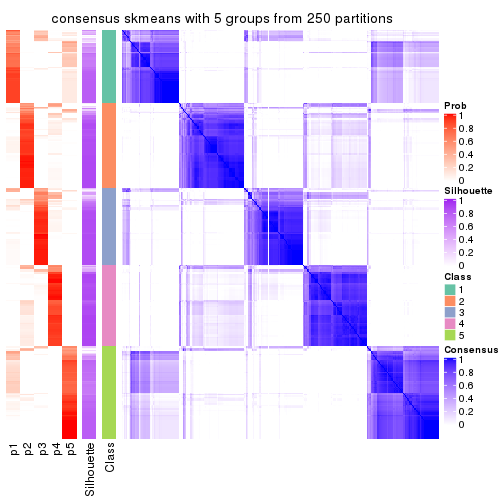 consensus skmeans with 5 groups from 250 partitions
Prob
1
0.8
0.6
0.4
0.2
0
Silhouette
1
0.8
0.6
0.4
0.2
0
Class
1
2
3
4
5
Consensus
1
0.8
0.6
0.4
0.2
0
p1
p2
p3
p4
p5
Silhouette
Class